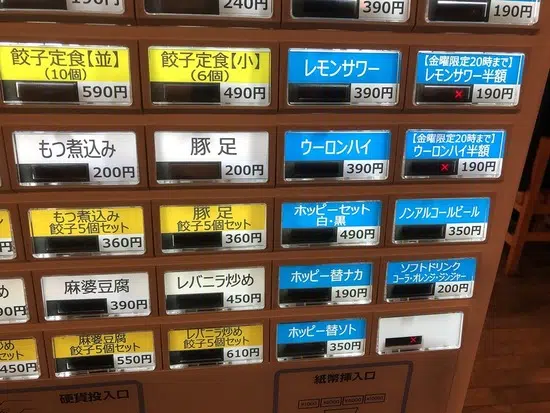 240円
390円
190円
餃子定食【並】
(10個)
590円
餃子定食【小】
(6個)
490円
レモンサワー
390円
【金曜限定20時まで】
レモンサワー半額
190円
もつ煮込み
200円
豚足
200円
ウーロンハイ
390円
【金曜限定20時まで】
ウーロンハイ半額
190円
もつ煮込み
餃子5個セット
360円
豚足
餃子5個セット
360円
ホッピーセット
白・黒
490円
ノンアルコールビール
350円
麻婆豆腐
390円
レバニラ炒め
450円
ホッピー替ナカ
190円
ソフトドリンク
コーラ・オレンジ・ジンジャー
200円
450円
麻婆豆腐
餃子5個セット
550円
レバニラ炒め
餃子5個セット
610円
ホッピー替ソト
350円
硬貨投入口
紙幣挿入口